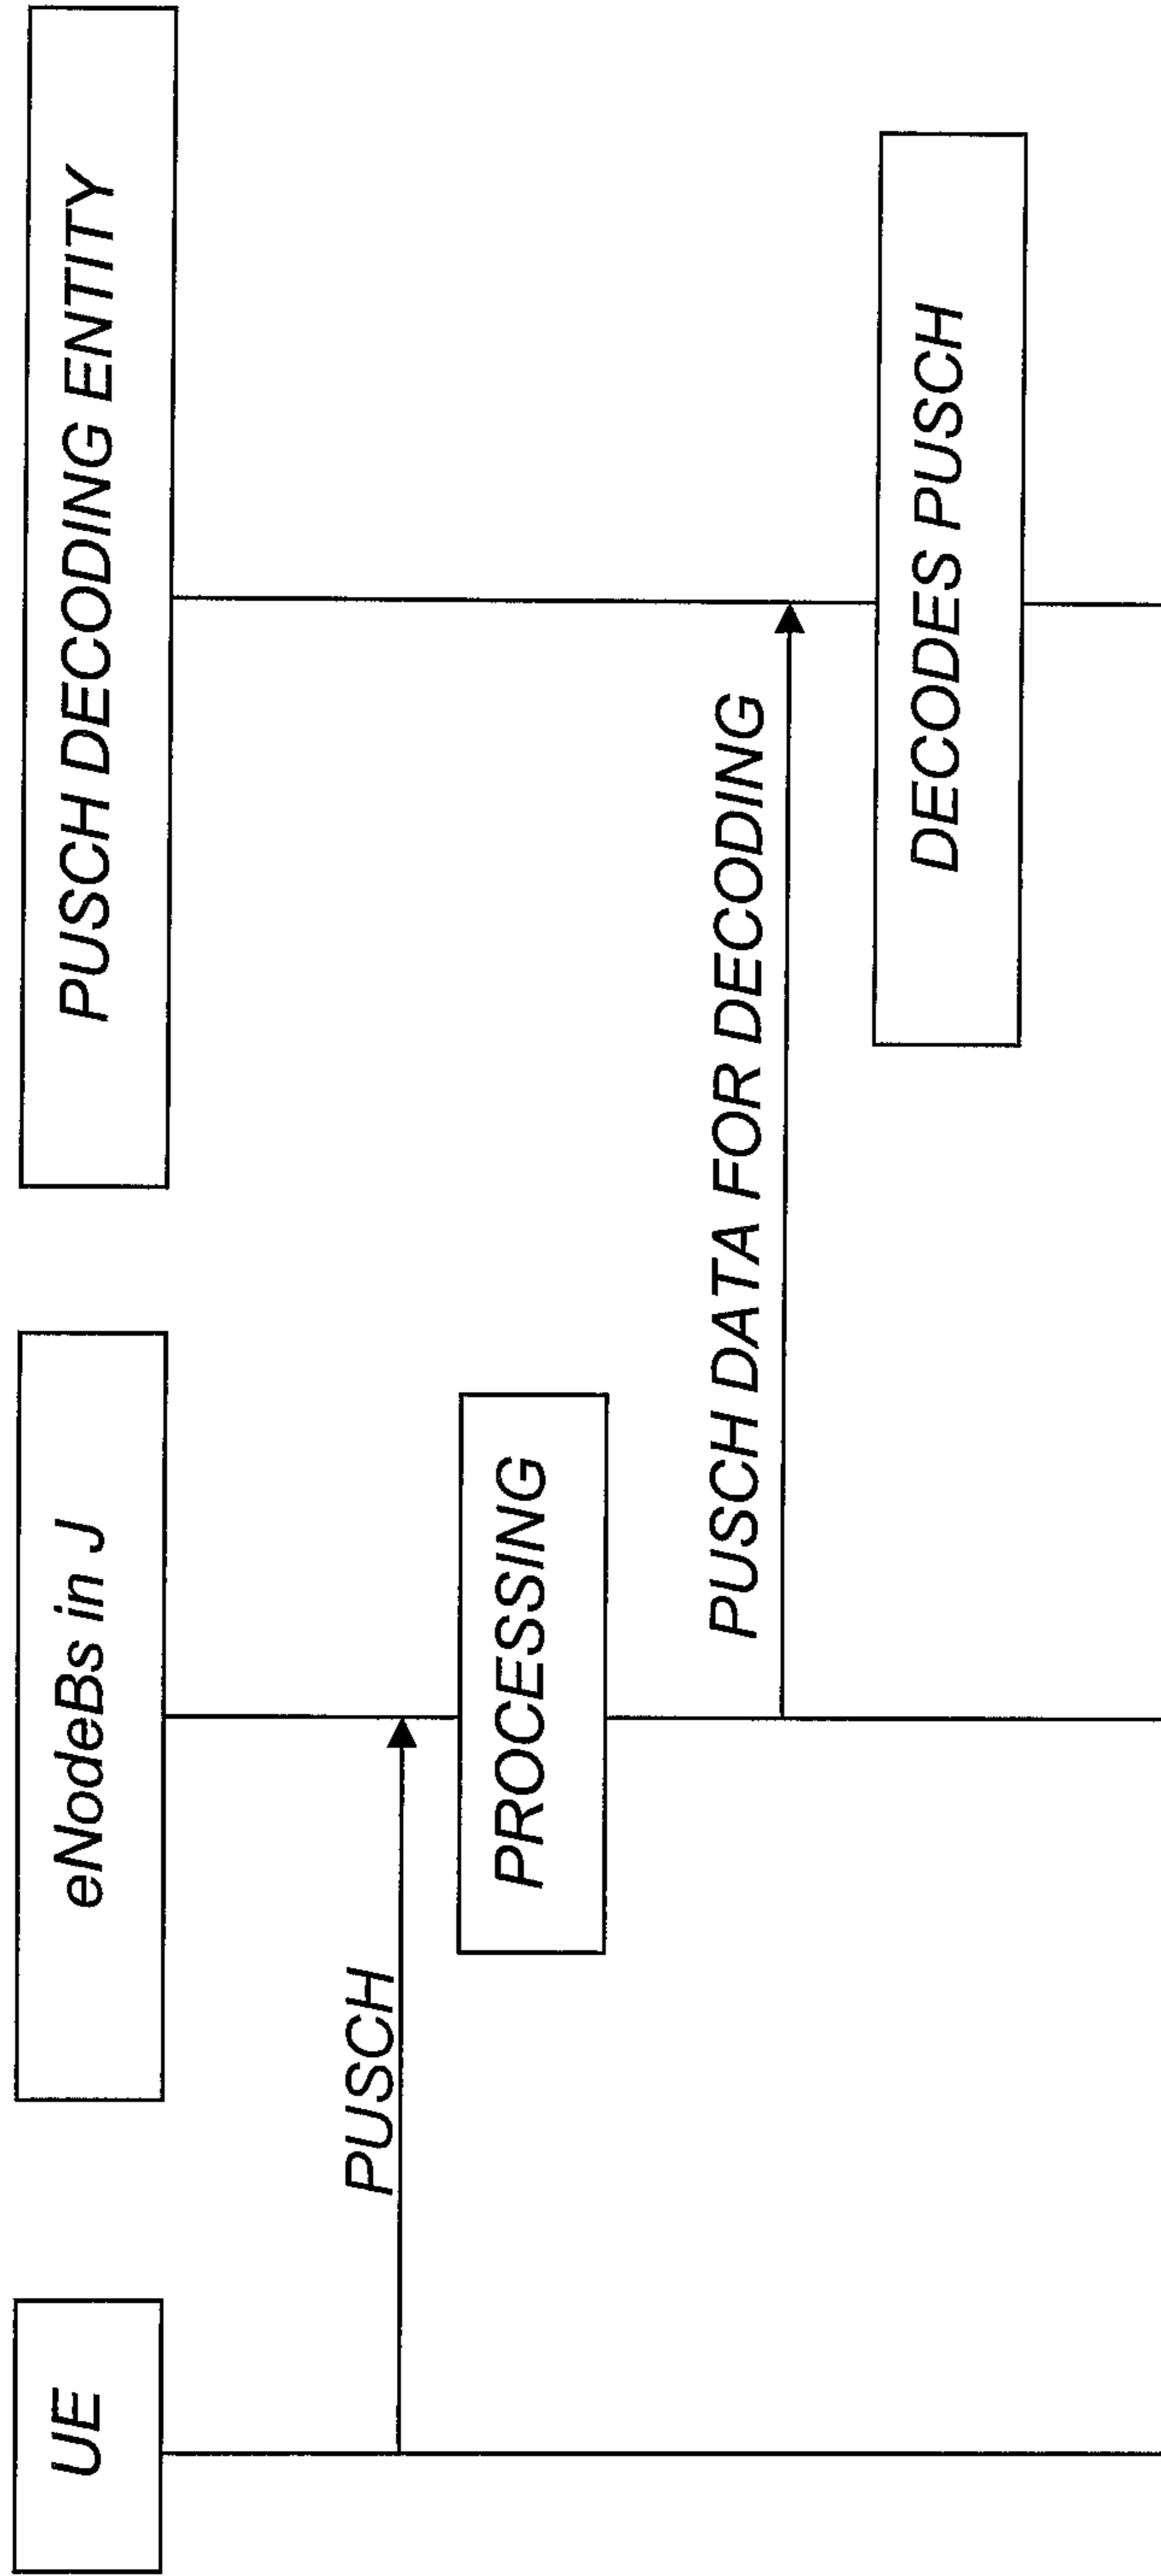 UE
eNodeBs in J
PUSCH DECODING ENTITY
PUSCH
PROCESSING
PUSCH DATA FOR DECODING
DECODES PUSCH